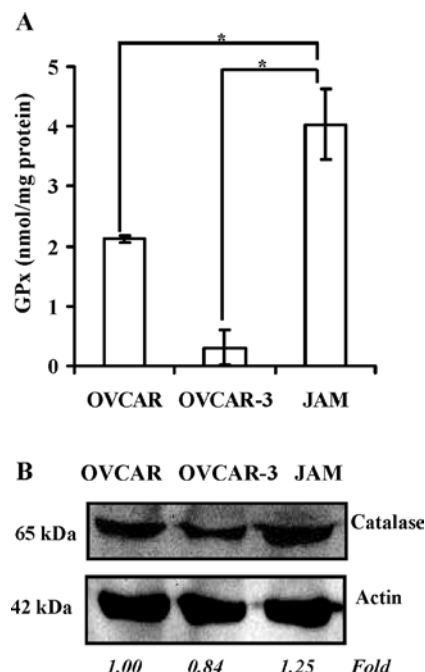 A
*
*
5
4
3
2
1
0
GPx (nmol/mg protein)
OVCAR OVCAR-3 JAM
B
OVCAR OVCAR-3 JAM
65 kDa Catalase
42 kDa Actin
1.00 0.84 1.25 Fold